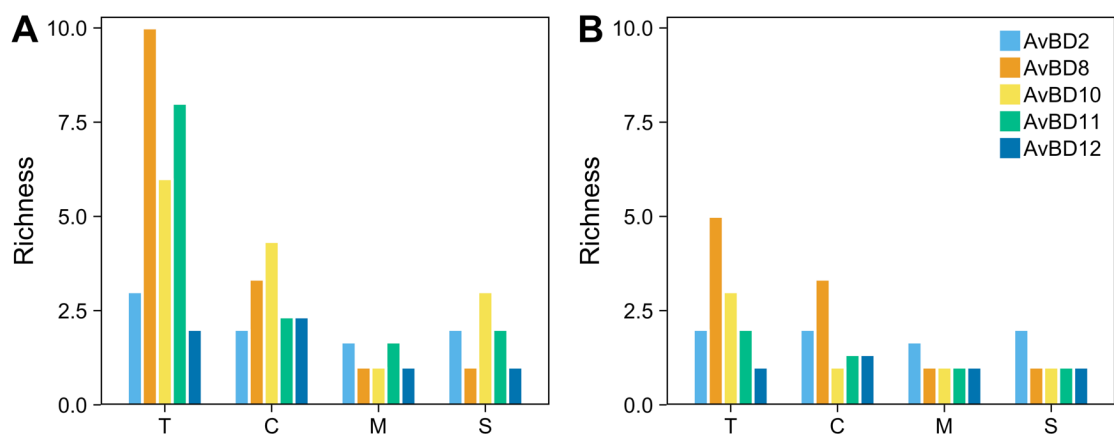 A
Richness
10.0
7.5
5.0
2.5
0.0
T C M S
B
Richness
10.0
7.5
5.0
2.5
0.0
T C M S
AvBD2
AvBD8
AvBD10
AvBD11
AvBD12